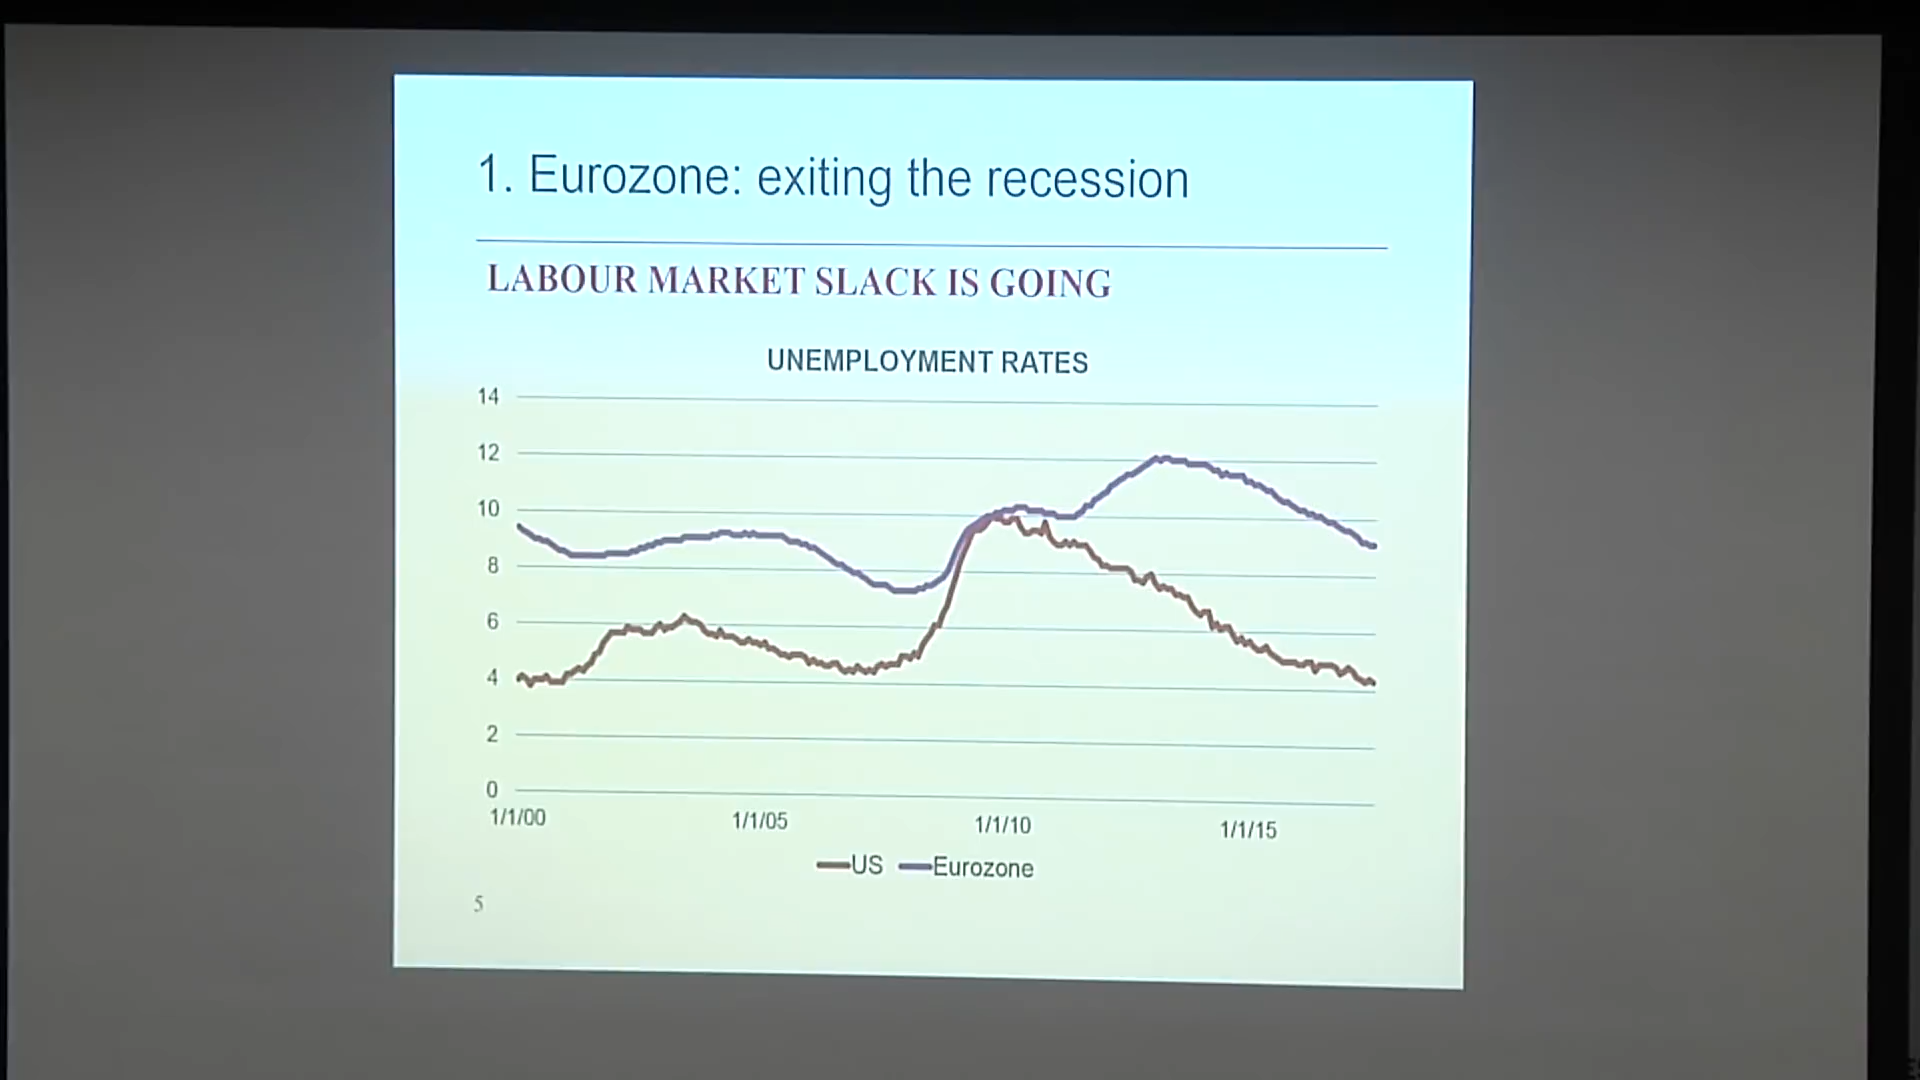 1. Eurozone: exiting the recession
LABOUR MARKET SLACK IS GOING
UNEMPLOYMENT RATES
14
12
10
8
6
4
2
0
1/1/00 1/1/05 1/1/10 1/1/15
US Eurozone
5